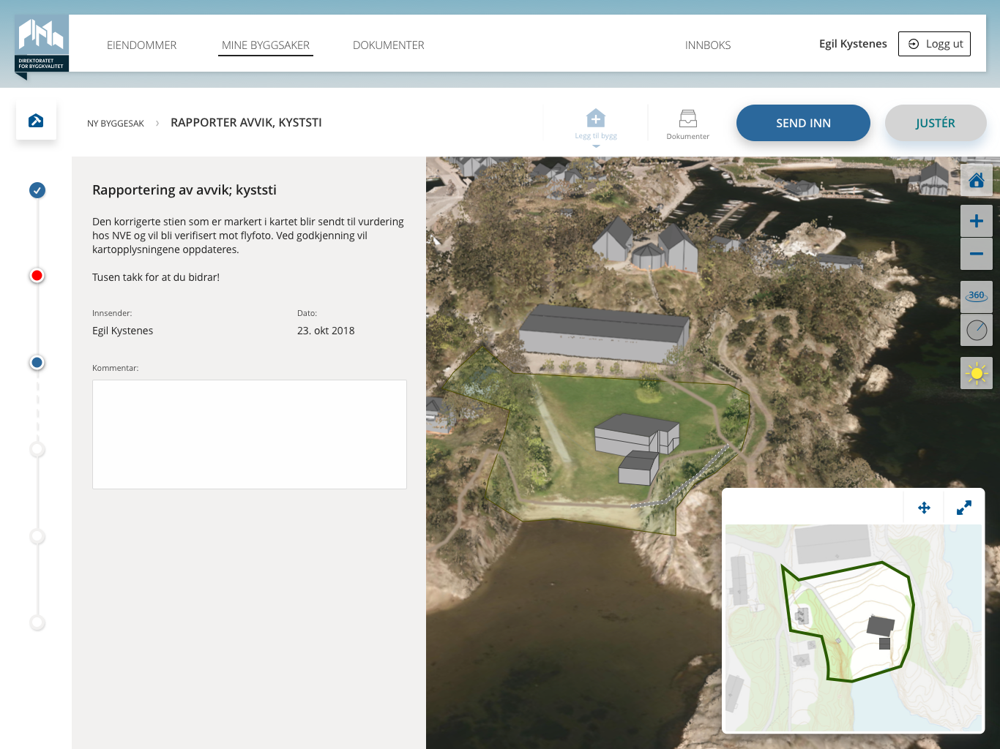 DIREKTORATET
FOR BYGGKVALITET
EIENDOMMER
MINE BYGGSAKER
DOKUMENTER
INNBOKS
Egil Kystenes
Logg ut
NY BYGGESAK › RAPPORTER AVVIK, KYSTSTI
Legg til bygg
Dokumenter
SEND INN
JUSTÉR
Rapportering av avvik; kyststi
Den korrigerte stien som er markert i kartet blir sendt til vurdering
hos NVE og vil bli verifisert mot flyfoto. Ved godkjenning vil
kartopplysningene oppdateres.
Tusen takk for at du bidrar!
Innsender:
Dato:
Egil Kystenes
23. okt 2018
Kommentar:
360